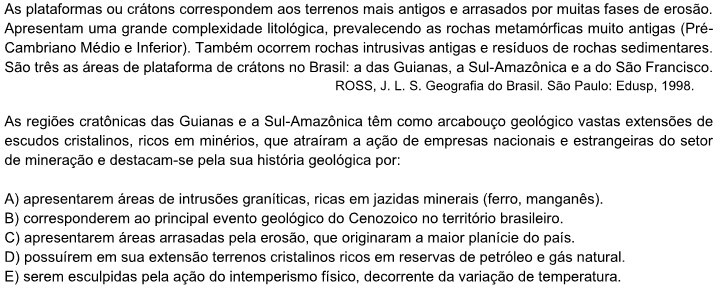 As plataformas ou crátons correspondem aos terrenos mais antigos e arrasados por muitas fases de erosão.
Apresentam uma grande complexidade litológica, prevalecendo as rochas metamórficas muito antigas (Pré-
Cambriano Médio e Inferior). Também ocorrem rochas intrusivas antigas e resíduos de rochas sedimentares.
São três as áreas de plataforma de crátons no Brasil: a das Guianas, a Sul-Amazônica e a do São Francisco.
ROSS, J. L. S. Geografia do Brasil. São Paulo: Edusp, 1998.
As regiões cratônicas das Guianas e a Sul-Amazônica têm como arcabouço geológico vastas extensões de
escudos cristalinos, ricos em minérios, que atraíram a ação de empresas nacionais e estrangeiras do setor
de mineração e destacam-se pela sua história geológica por:
A) apresentarem áreas de intrusões graníticas, ricas em jazidas minerais (ferro, manganês).
B) corresponderem ao principal evento geológico do Cenozoico no território brasileiro.
C) apresentarem áreas arrasadas pela erosão, que originaram a maior planície do país.
D) possuírem em sua extensão terrenos cristalinos ricos em reservas de petróleo e gás natural.
E) serem esculpidas pela ação do intemperismo físico, decorrente da variação de temperatura.